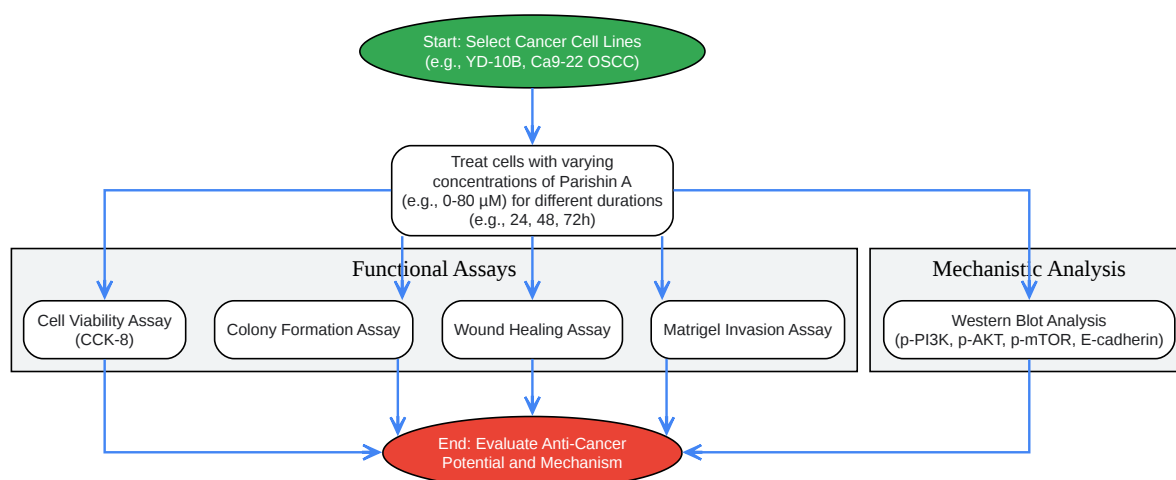 Start: Select Cancer Cell Lines
(e.g., YD-10B, Ca9-22 OSCC)
Treat cells with varying
concentrations of Parishin A
(e.g., 0-80 µM) for different durations
(e.g., 24, 48, 72h)
Functional Assays
Mechanistic Analysis
Cell Viability Assay
(CCK-8)
Colony Formation Assay
Wound Healing Assay
Matrigel Invasion Assay
Western Blot Analysis
(p-PI3K, p-AKT, p-mTOR, E-cadherin)
End: Evaluate Anti-Cancer
Potential and Mechanism